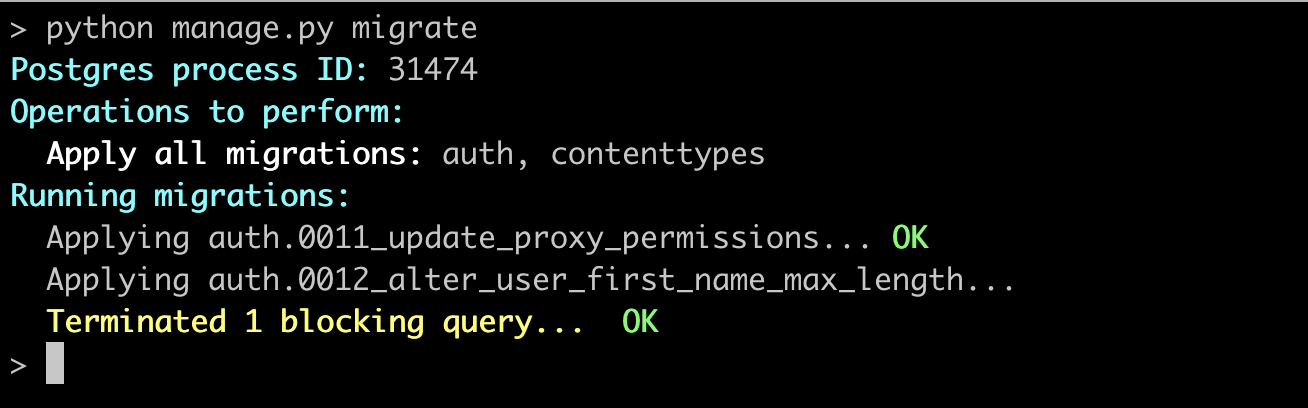 > python manage.py migrate
Postgres process ID: 31474
Operations to perform:
  Apply all migrations: auth, contenttypes
Running migrations:
  Applying auth.0011_update_proxy_permissions... OK
  Applying auth.0012_alter_user_first_name_max_length...
  Terminated 1 blocking query...  OK
>